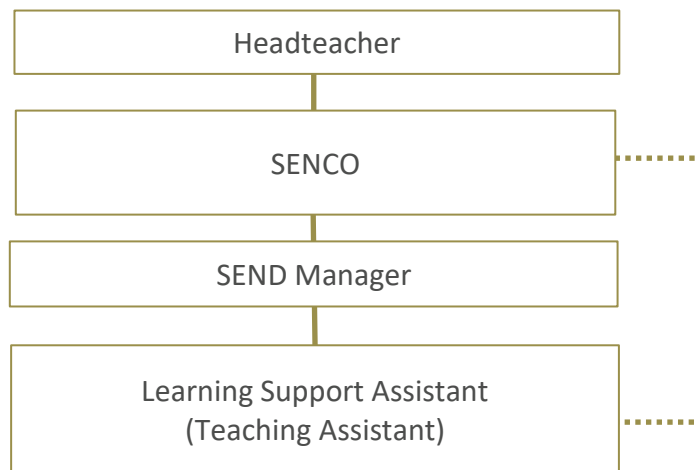 Headteacher
SENCO
SEND Manager
Learning Support Assistant
(Teaching Assistant)